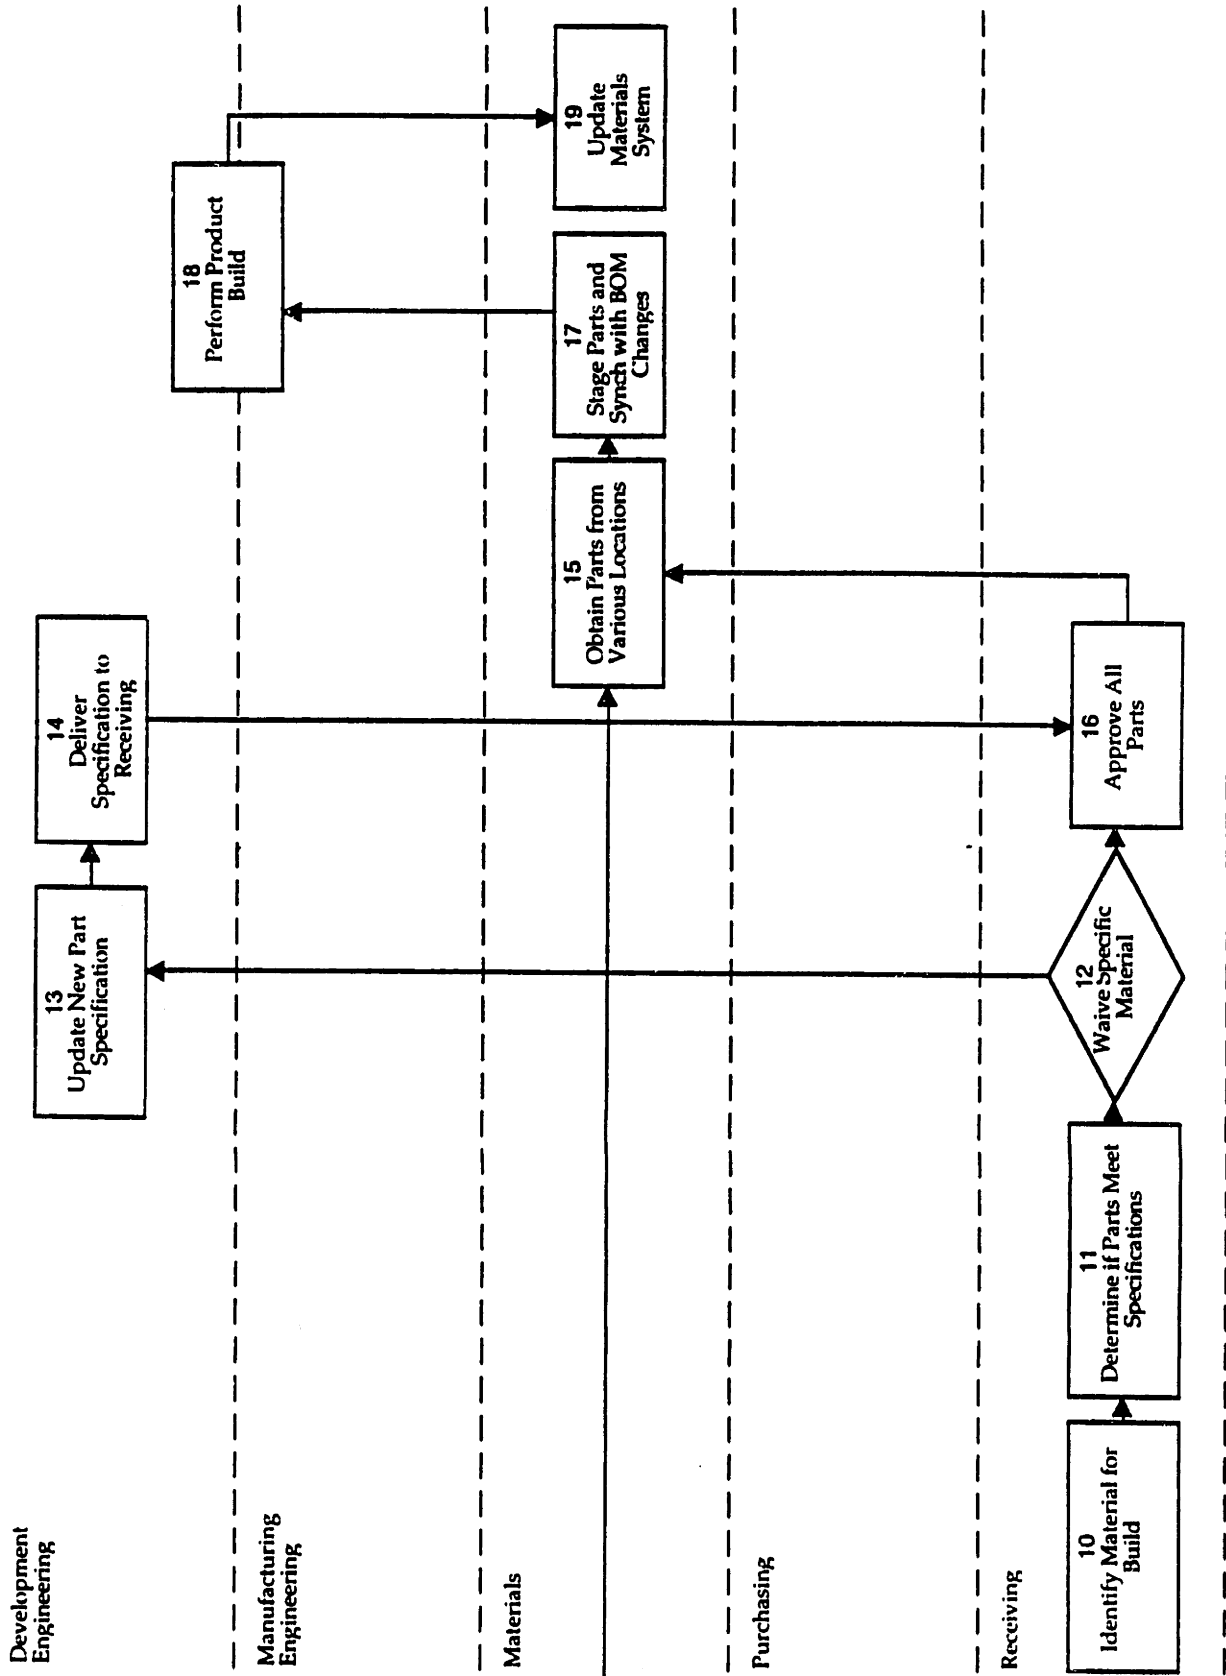 Development
Engineering
13
Update New Part
Specification
14
Deliver
Specification to
Receiving
18
Perform Product
Build
Manufacturing
Engineering
Materials
15
Obtain Parts from
Various Locations
17
Stage Parts and
Synch with BOM
Changes
19
Update
Materials
System
Purchasing
Receiving
10
Identify Material for
Build
11
Determine if Parts Meet
Specifications
12
Waive Specific
Material
16
Approve All
Parts